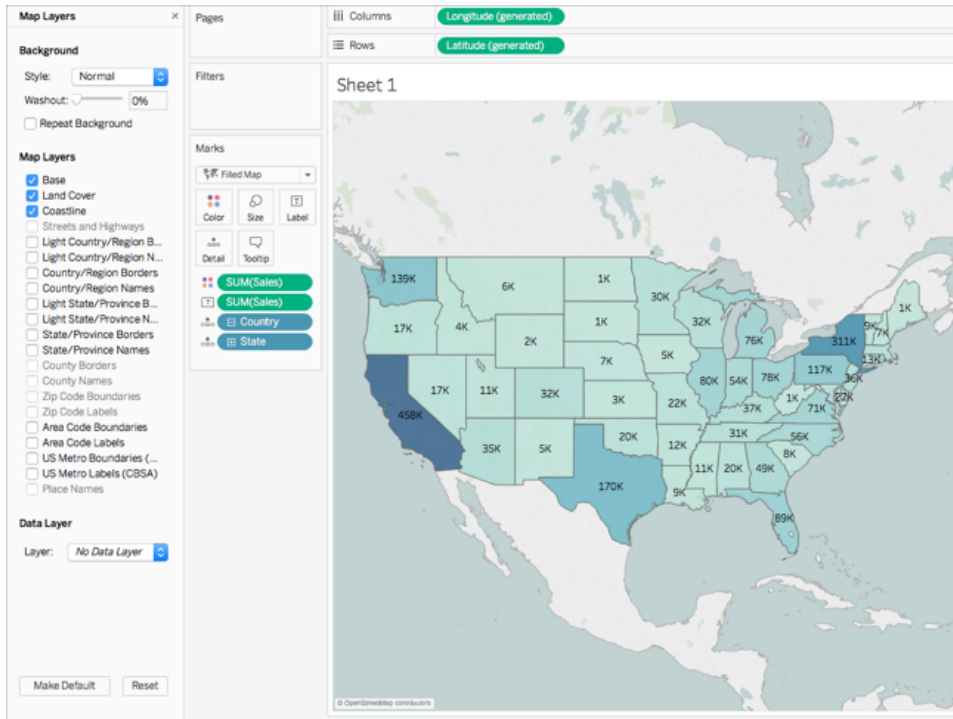 Map Layers
×
Background
Style:
Normal
Washout:
0%
Repeat Background
Map Layers
Base
Land Cover
Coastline
Streets and Highways
Light Country/Region B...
Light Country/Region N...
Country/Region Borders
Country/Region Names
Light State/Province B...
Light State/Province N...
State/Province Borders
State/Province Names
County Borders
County Names
Zip Code Boundaries
Zip Code Labels
Area Code Boundaries
Area Code Labels
US Metro Boundaries (...
US Metro Labels (CBSA)
Place Names
Data Layer
Layer:
No Data Layer
Make Default
Reset
Pages
Filters
Marks
Filled Map
Color
Size
Label
T
Detail
Tooltip
SUM(Sales)
T
SUM(Sales)
Country
State
Columns
Longitude (generated)
Rows
Latitude (generated)
Sheet 1
139K
6K
1K
30K
1K
17K
4K
1K
32K
76K
9K
7K
311K
2K
13K
5K
7K
117K
36K
458K
17K
11K
32K
3K
80K
54K
78K
1K
27K
22K
37K
71K
35K
5K
20K
12K
31K
56K
8K
170K
9K
11K
20K
49K
89K
© OpenStreetMap contributors